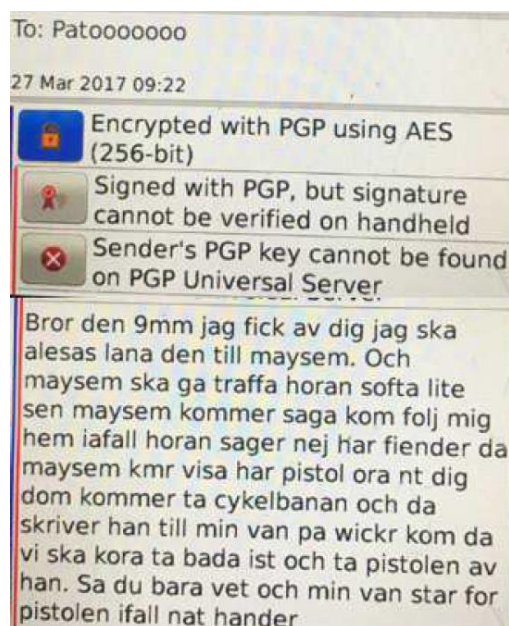 To: Patooooooo
27 Mar 2017 09:22
Encrypted with PGP using AES
(256-bit)
Signed with PGP, but signature
cannot be verified on handheld
Sender's PGP key cannot be found
on PGP Universal Server
Bror den 9mm jag fick av dig jag ska
alesas lana den till maysem. Och
maysem ska ga traffa horan softa lite
sen maysem kommer saga kom folj mig
hem iafall horan sager nej har fiender da
maysem kmr visa har pistol ora nt dig
dom kommer ta cykelbanan och da
skriver han till min van pa wickr kom da
vi ska kora ta bada ist och ta pistolen av
han. Sa du bara vet och min van star for
pistolen ifall nat hander